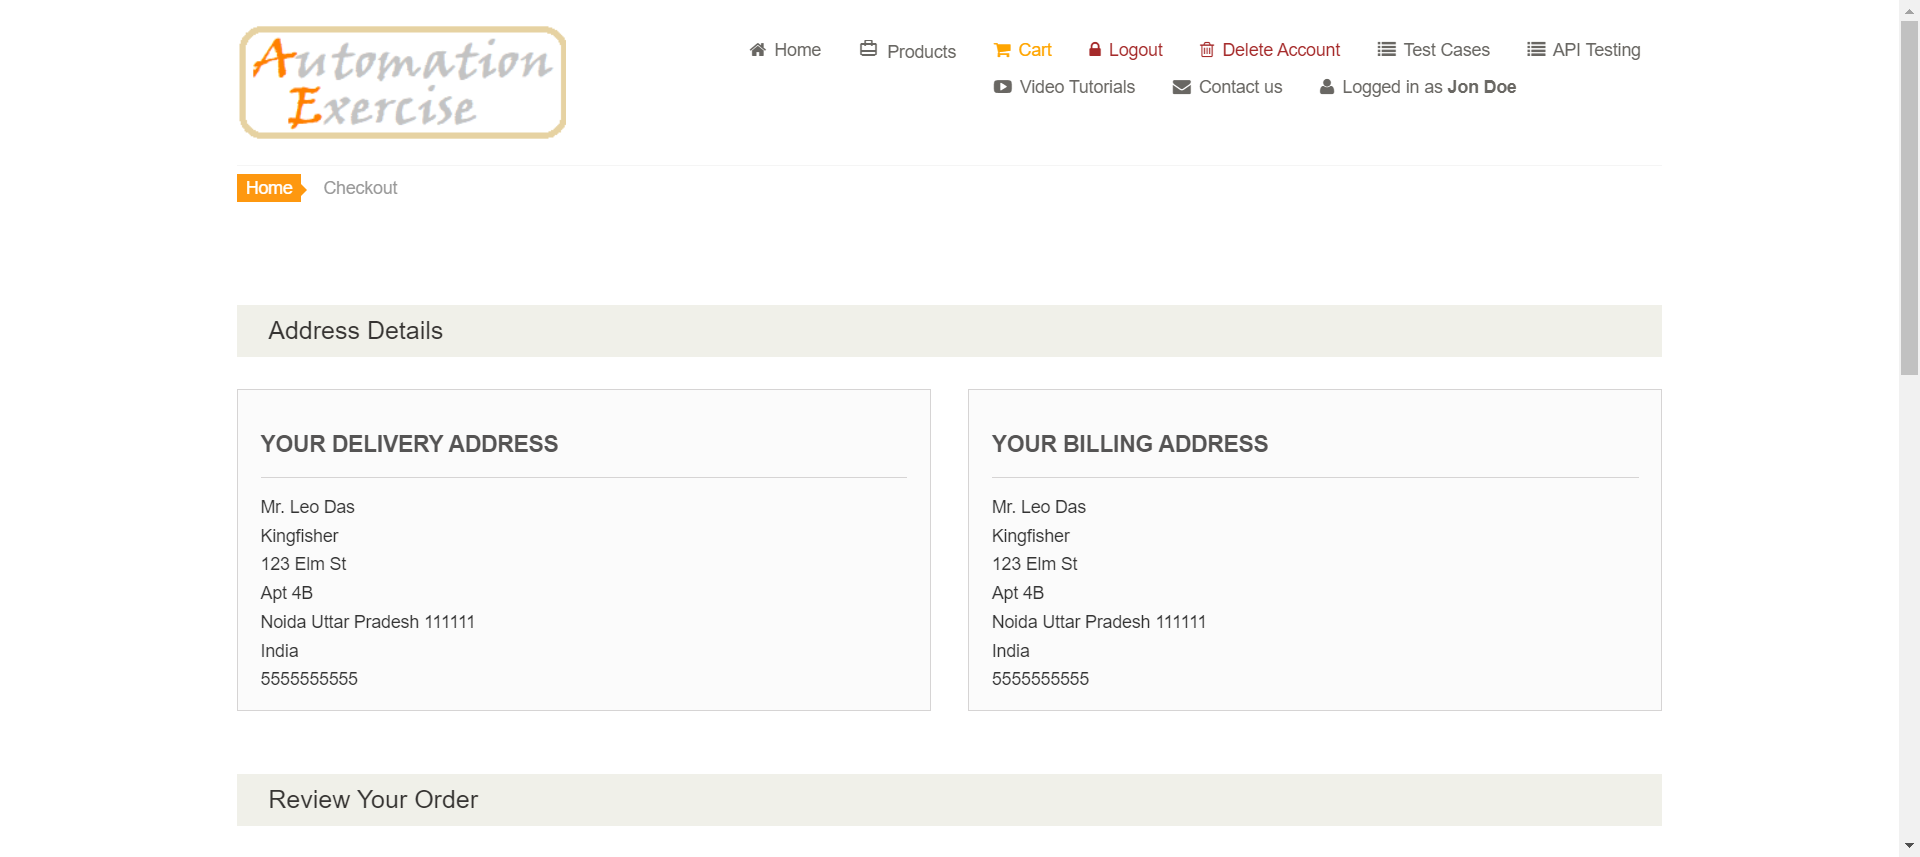 Automation
Exercise
Home
Products
Cart
Logout
Delete Account
Test Cases
API Testing
Video Tutorials
Contact us
Logged in as Jon Doe
Home
Checkout
Address Details
YOUR DELIVERY ADDRESS
Mr. Leo Das
Kingfisher
123 Elm St
Apt 4B
Noida Uttar Pradesh 111111
India
5555555555
YOUR BILLING ADDRESS
Mr. Leo Das
Kingfisher
123 Elm St
Apt 4B
Noida Uttar Pradesh 111111
India
5555555555
Review Your Order